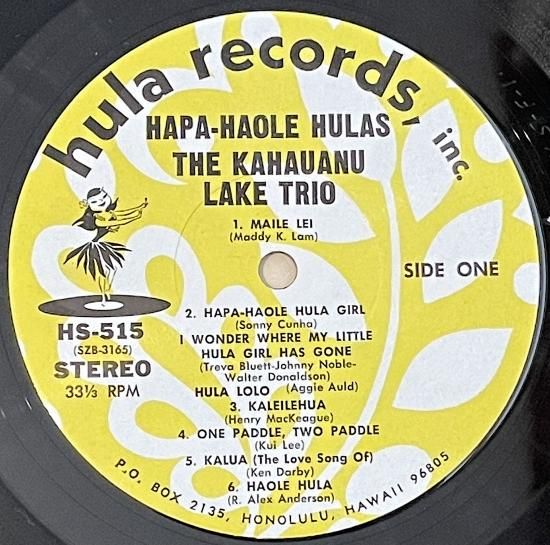 hula records, inc.
HAPA-HAOLE HULAS
THE KAHAUANU
LAKE TRIO
1. MAILE LEI
(Maddy K. Lam)
SIDE ONE
HS-515
(SZB-3165)
STEREO
33⅓ RPM
2. HAPA-HAOLE HULA GIRL
(Sonny Cunha)
I WONDER WHERE MY LITTLE
HULA GIRL HAS GONE
(Treva Bluett-Johnny Noble-
Walter Donaldson)
HULA LOLO (Aggie Auld)
3. KALEILEHUA
(Henry MacKeague)
4. ONE PADDLE, TWO PADDLE
(Kui Lee)
5. KALUA (The Love Song Of)
(Ken Darby)
6. HAOLE HULA
(R. Alex Anderson)
P.O. BOX 2135, HONOLULU, HAWAII 96805